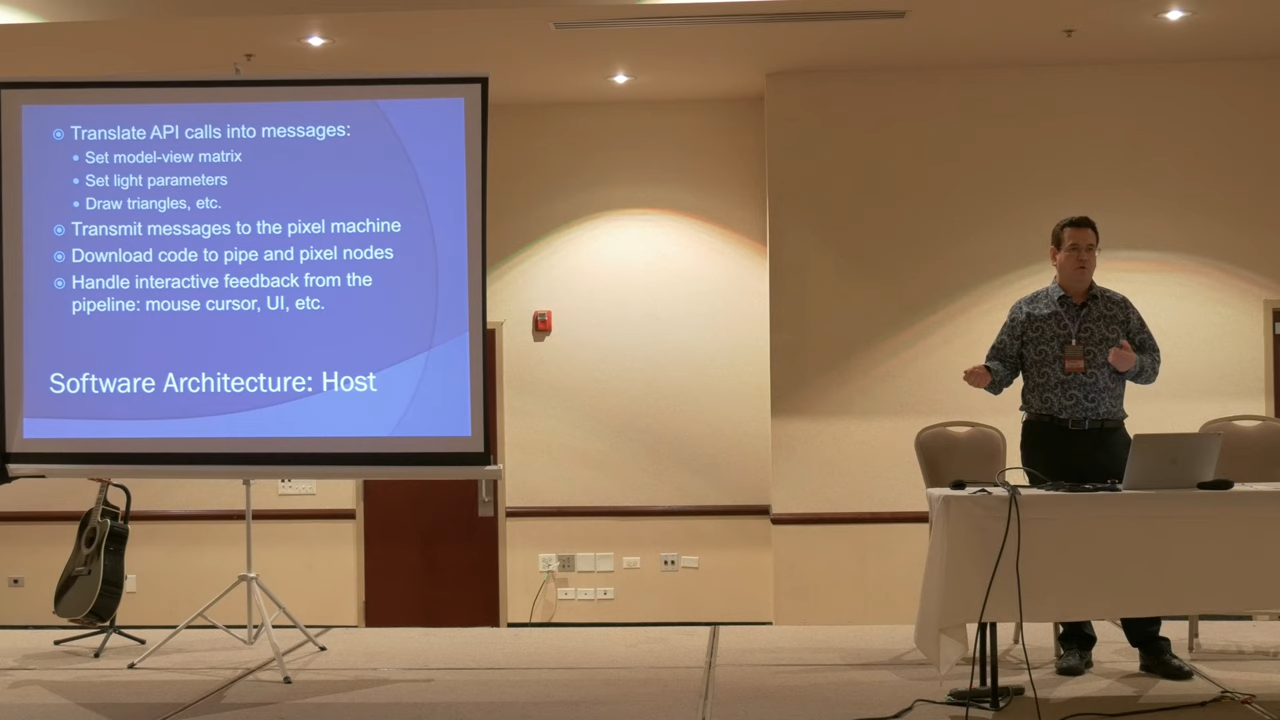 Translate API calls into messages:
Set model-view matrix
Set light parameters
Draw triangles, etc.
Transmit messages to the pixel machine
Download code to pipe and pixel nodes
Handle interactive feedback from the
pipeline: mouse cursor, UI, etc.
Software Architecture: Host